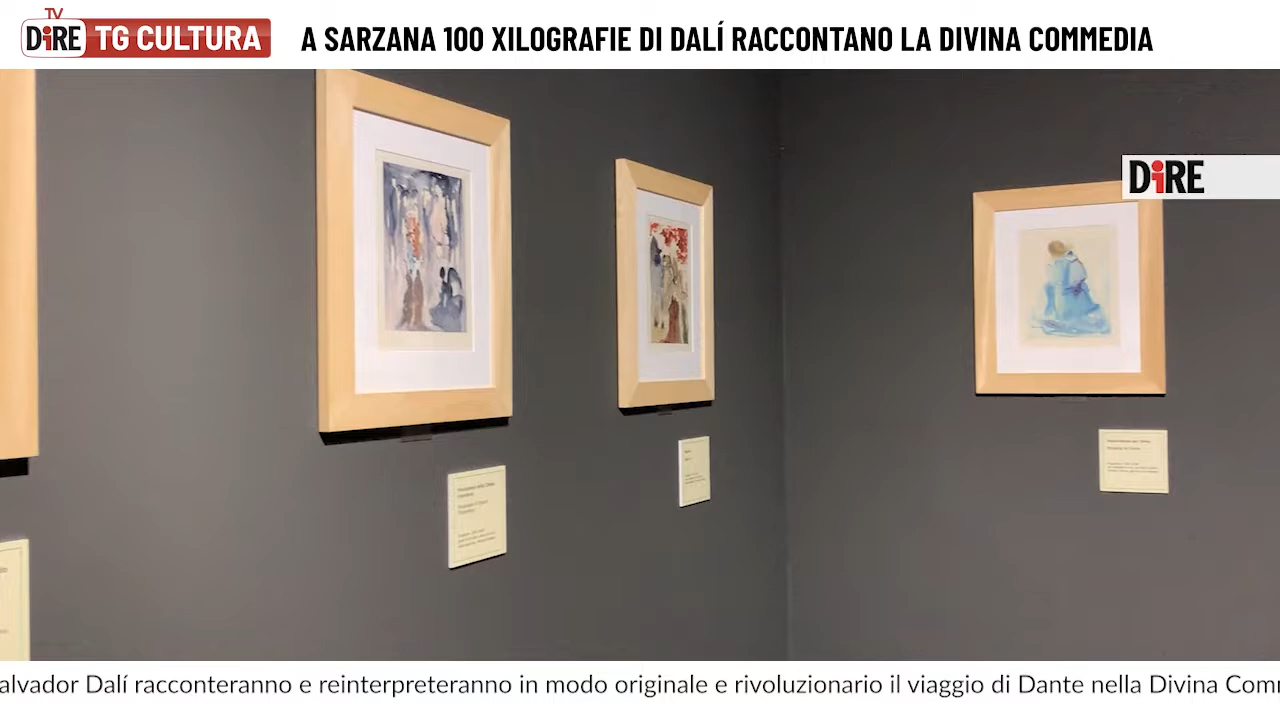 TV
DiRE TG CULTURA
A SARZANA 100 XILOGRAFIE DI DALÍ RACCONTANO LA DIVINA COMMEDIA
DiRE
alvador Dalí racconteranno e reinterpreteranno in modo originale e rivoluzionario il viaggio di Dante nella Divina Com